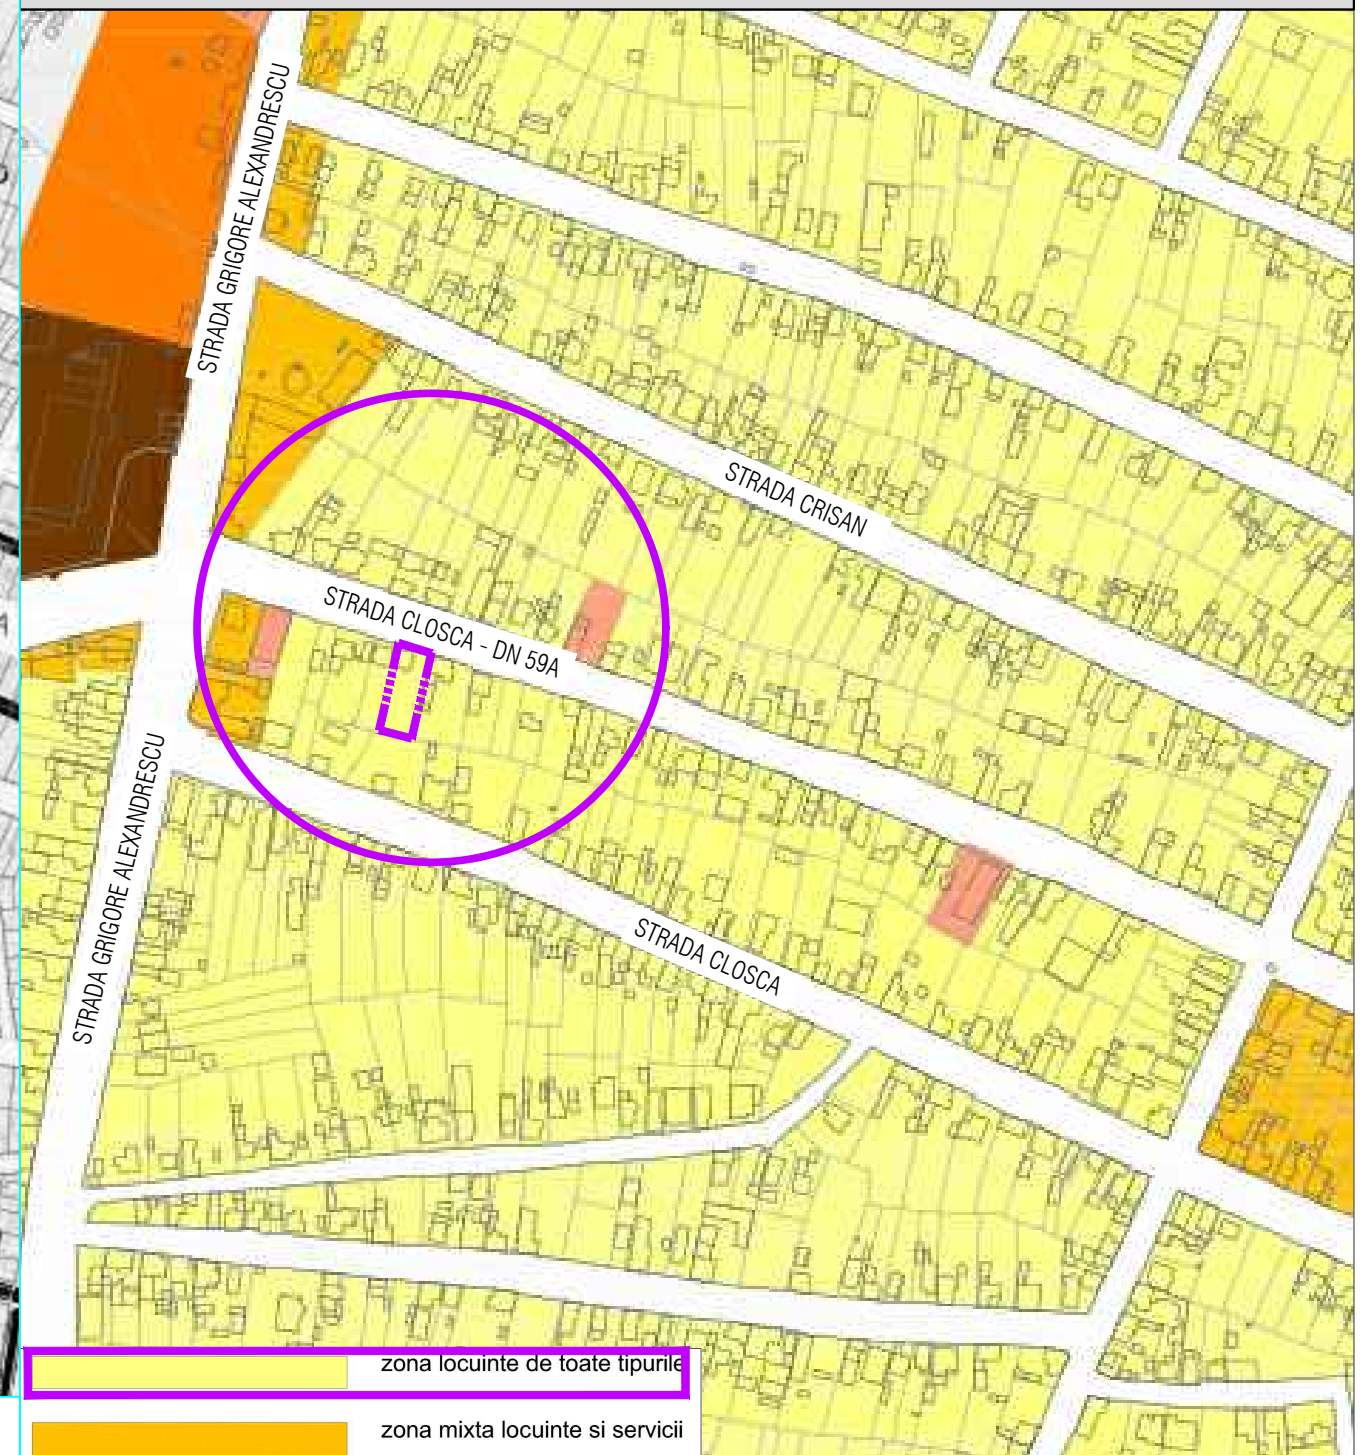 STRADA GRIGORE ALEXANDRESCU
STRADA CRISAN
STRADA CLOSCA - DN 59A
STRADA GRIGORE ALEXANDRESCU
STRADA CLOSCA
zona locuinte de toate tipurile
zona mixta locuinte si servicii